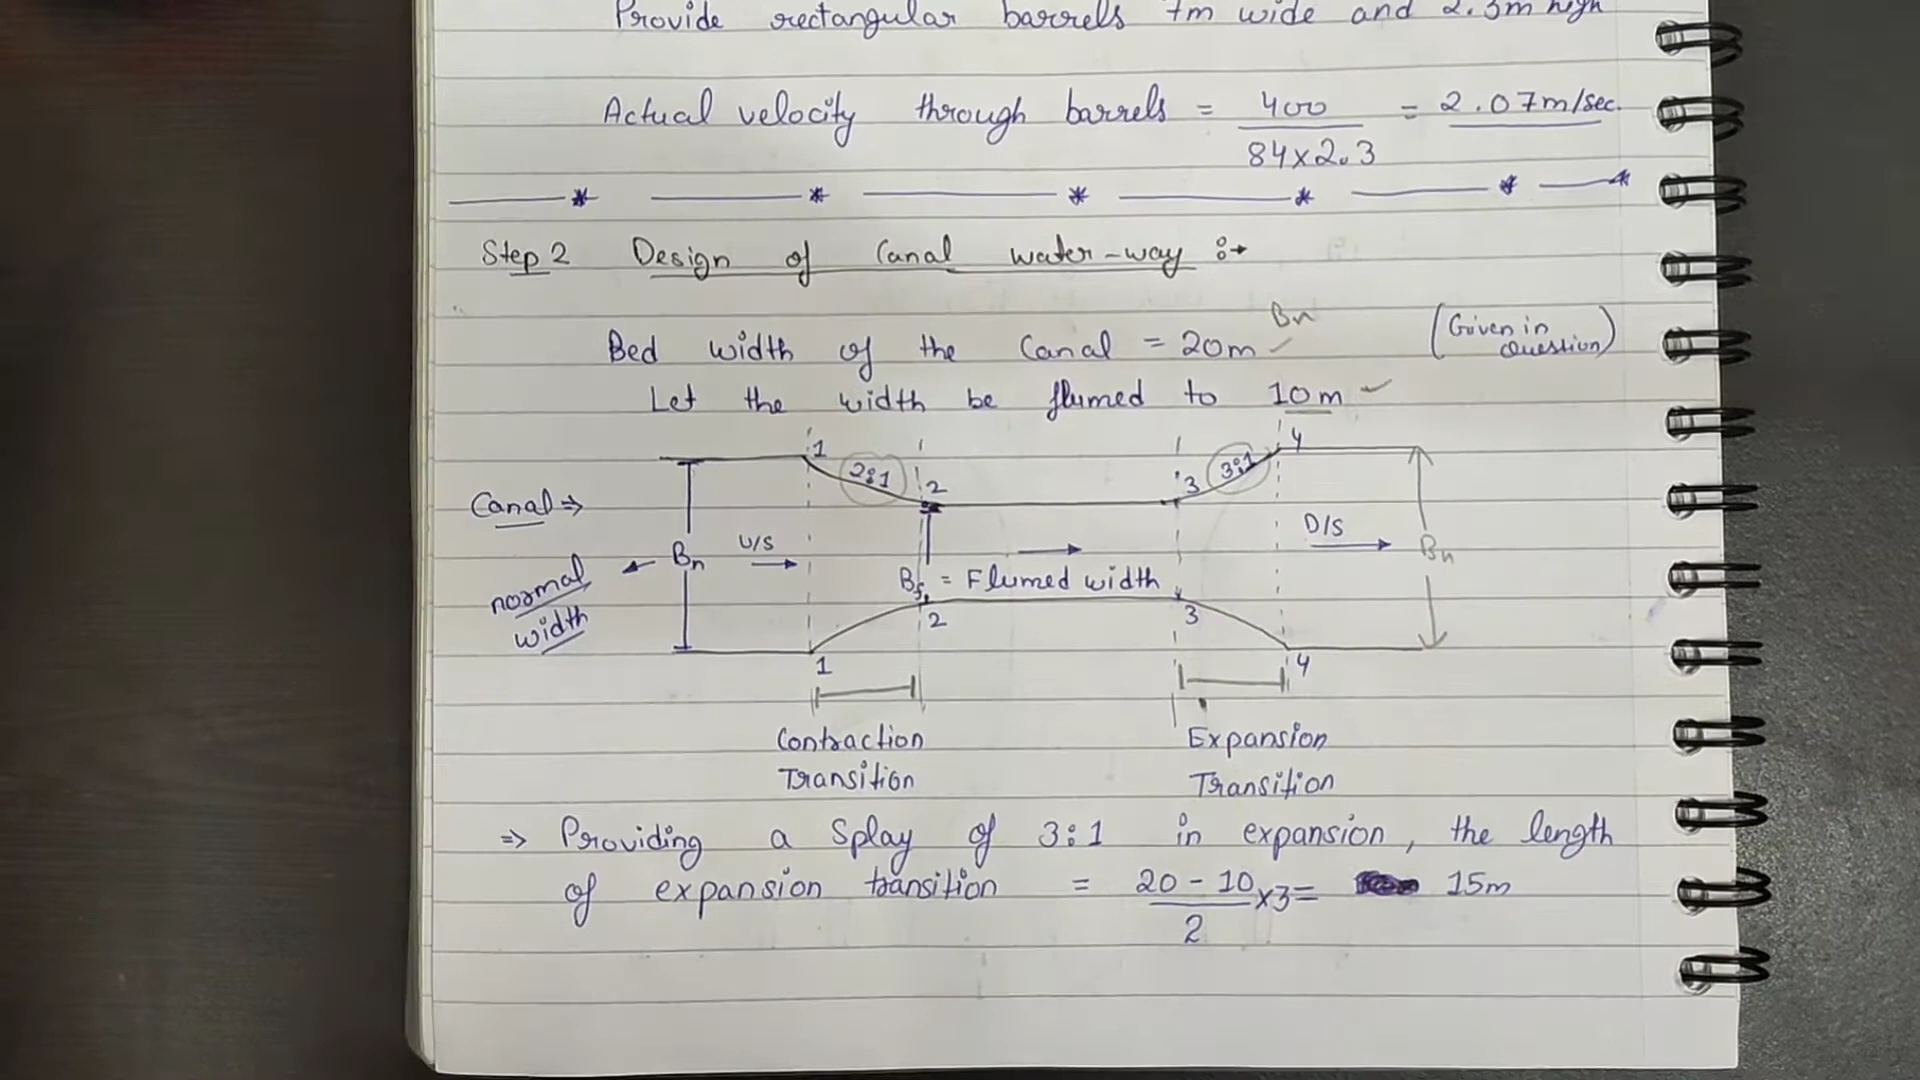 Provide rectangular barrels 7m wide and 2.3m high
Actual velocity through barrels = 400 / 84x2.3 = 2.07m/sec.
Step 2 Design of Canal water-way :→
Bn
Bed width of the Canal = 20m ✓ (Given in Question)
Let the width be flumed to 10m ✓
1 2:1 2 3 3:1 4
Canal ⇒
U/S D/S
normal width ← Bn Bf = Flumed width Bn
1 2 3 4
Contraction Transition
Expansion Transition
⇒ Providing a Splay of 3:1 in expansion, the length
of expansion transition = 20 - 10 / 2 x3 = 15m